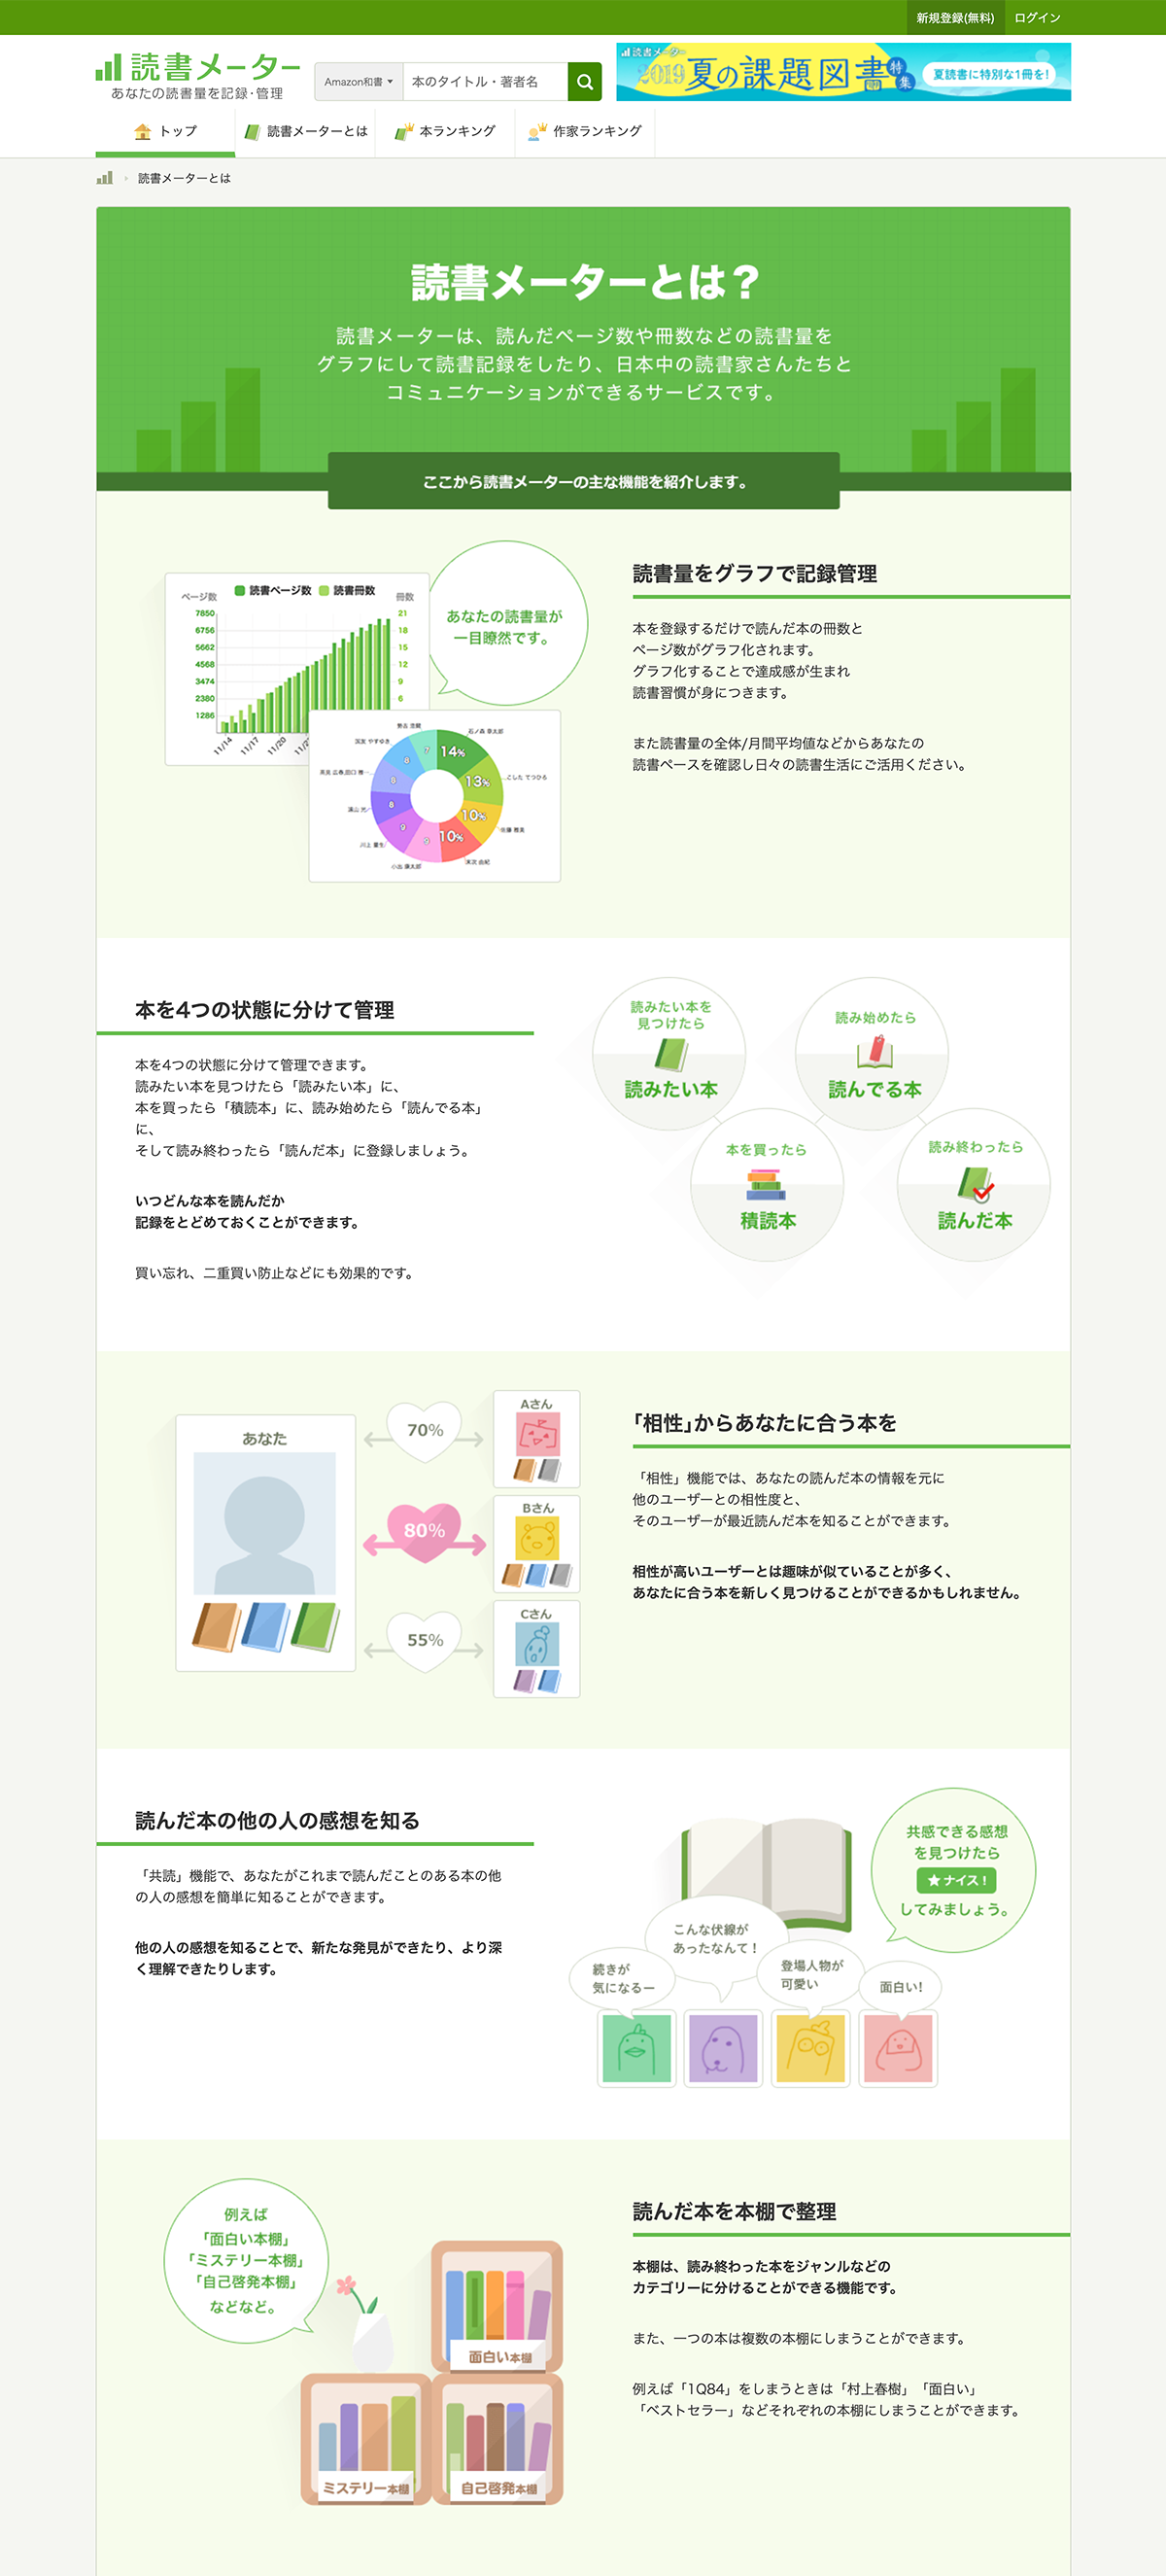 新規登録(無料) ログイン
読書メーター
あなたの読書量を記録・管理
Amazon和書 本のタイトル・著者名
読書メーター
2019夏の課題図書特集
夏読書に特別な1冊を!
トップ 読書メーターとは 本ランキング 作家ランキング
読書メーターとは
読書メーターとは？
読書メーターは、読んだページ数や冊数などの読書量を
グラフにして読書記録をしたり、日本中の読書家さんたちと
コミュニケーションができるサービスです。
ここから読書メーターの主な機能を紹介します。
ページ数 読書ページ数 読書冊数 冊数
7850 21
6756 18
5662 15
4568 12
3474 9
2380 6
1286
11/14 11/17 11/20
あなたの読書量が
一目瞭然です。
14%
13%
10%
10%
9
9
8
8
8
7
石ノ森 章太郎
こした てつひろ
佐藤 雅美
末次 由紀
川上 量生
読書量をグラフで記録管理
本を登録するだけで読んだ本の冊数と
ページ数がグラフ化されます。
グラフ化することで達成感が生まれ
読書習慣が身につきます。
また読書量の全体/月間平均値などからあなたの
読書ペースを確認し日々の読書生活にご活用ください。
本を4つの状態に分けて管理
本を4つの状態に分けて管理できます。
読みたい本を見つけたら「読みたい本」に、
本を買ったら「積読本」に、読み始めたら「読んでる本」
に、
そして読み終わったら「読んだ本」に登録しましょう。
いつどんな本を読んだか
記録をとどめておくことができます。
買い忘れ、二重買い防止などにも効果的です。
読みたい本を
見つけたら
読みたい本
読み始めたら
読んでる本
本を買ったら
積読本
読み終わったら
読んだ本
あなた
70%
80%
55%
Aさん
Bさん
Cさん
「相性」からあなたに合う本を
「相性」機能では、あなたの読んだ本の情報を元に
他のユーザーとの相性度と、
そのユーザーが最近読んだ本を知ることができます。
相性が高いユーザーとは趣味が似ていることが多く、
あなたに合う本を新しく見つけることができるかもしれません。
読んだ本の他の人の感想を知る
「共読」機能で、あなたがこれまで読んだことのある本の他
の人の感想を簡単に知ることができます。
他の人の感想を知ることで、新たな発見ができたり、より深
く理解できたりします。
共感できる感想
を見つけたら
★ナイス！
してみましょう。
こんな伏線が
あったなんて！
続きが
気になるー
登場人物が
可愛い
面白い!
例えば
「面白い本棚」
「ミステリー本棚」
「自己啓発本棚」
などなど。
面白い本棚
ミステリー本棚
自己啓発本棚
読んだ本を本棚で整理
本棚は、読み終わった本をジャンルなどの
カテゴリーに分けることができる機能です。
また、一つの本は複数の本棚にしまうことができます。
例えば「1Q84」をしまうときは「村上春樹」「面白い」
「ベストセラー」などそれぞれの本棚にしまうことができます。